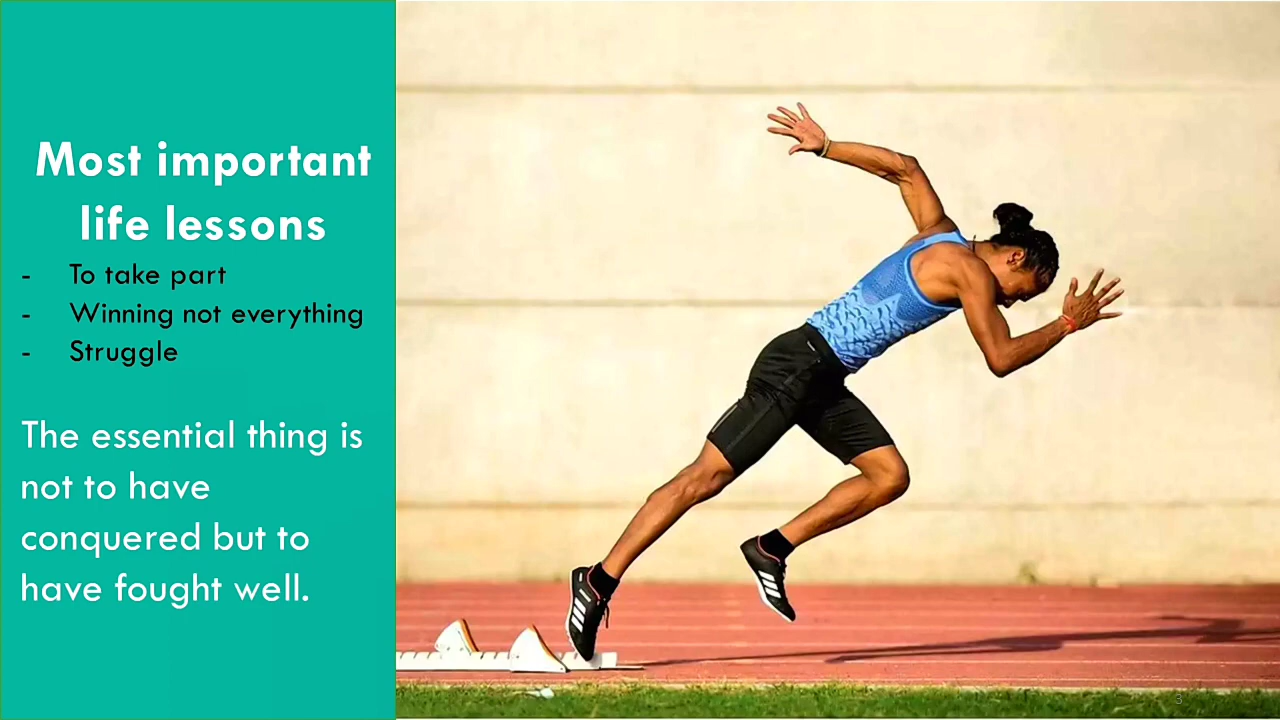 Most important
life lessons
- To take part
- Winning not everything
- Struggle
The essential thing is
not to have
conquered but to
have fought well.
3